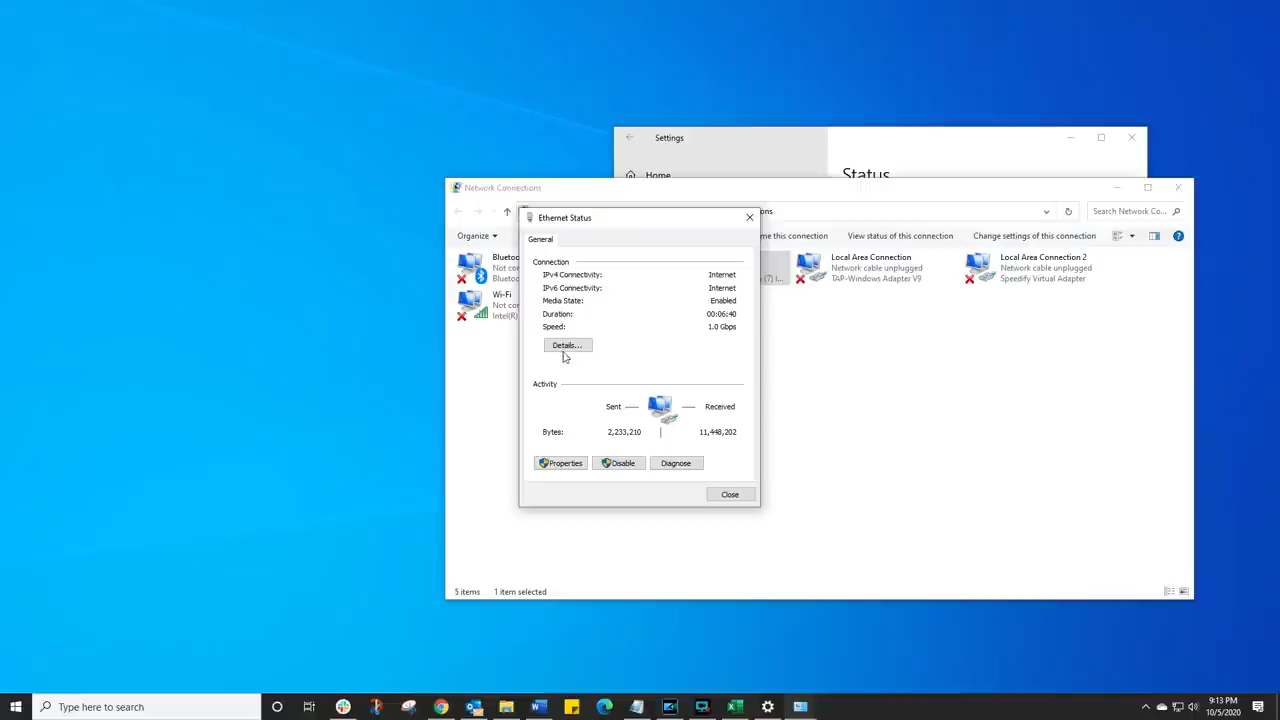 Settings
Home
Status
Network Connections
ons
Search Network Co...
Organize
me this connection
View status of this connection
Change settings of this connection
Bluetoo
Not con
Bluetoo
Wi-Fi
Not con
Intel(R)
(7) I...
Local Area Connection
Network cable unplugged
TAP-Windows Adapter V9
Local Area Connection 2
Network cable unplugged
Speedify Virtual Adapter
Ethernet Status
General
Connection
IPv4 Connectivity: Internet
IPv6 Connectivity: Internet
Media State: Enabled
Duration: 00:06:40
Speed: 1.0 Gbps
Details...
Activity
Sent Received
Bytes: 2,233,210 11,448,202
Properties Disable Diagnose
Close
5 items 1 item selected
Type here to search
9:13 PM
10/5/2020